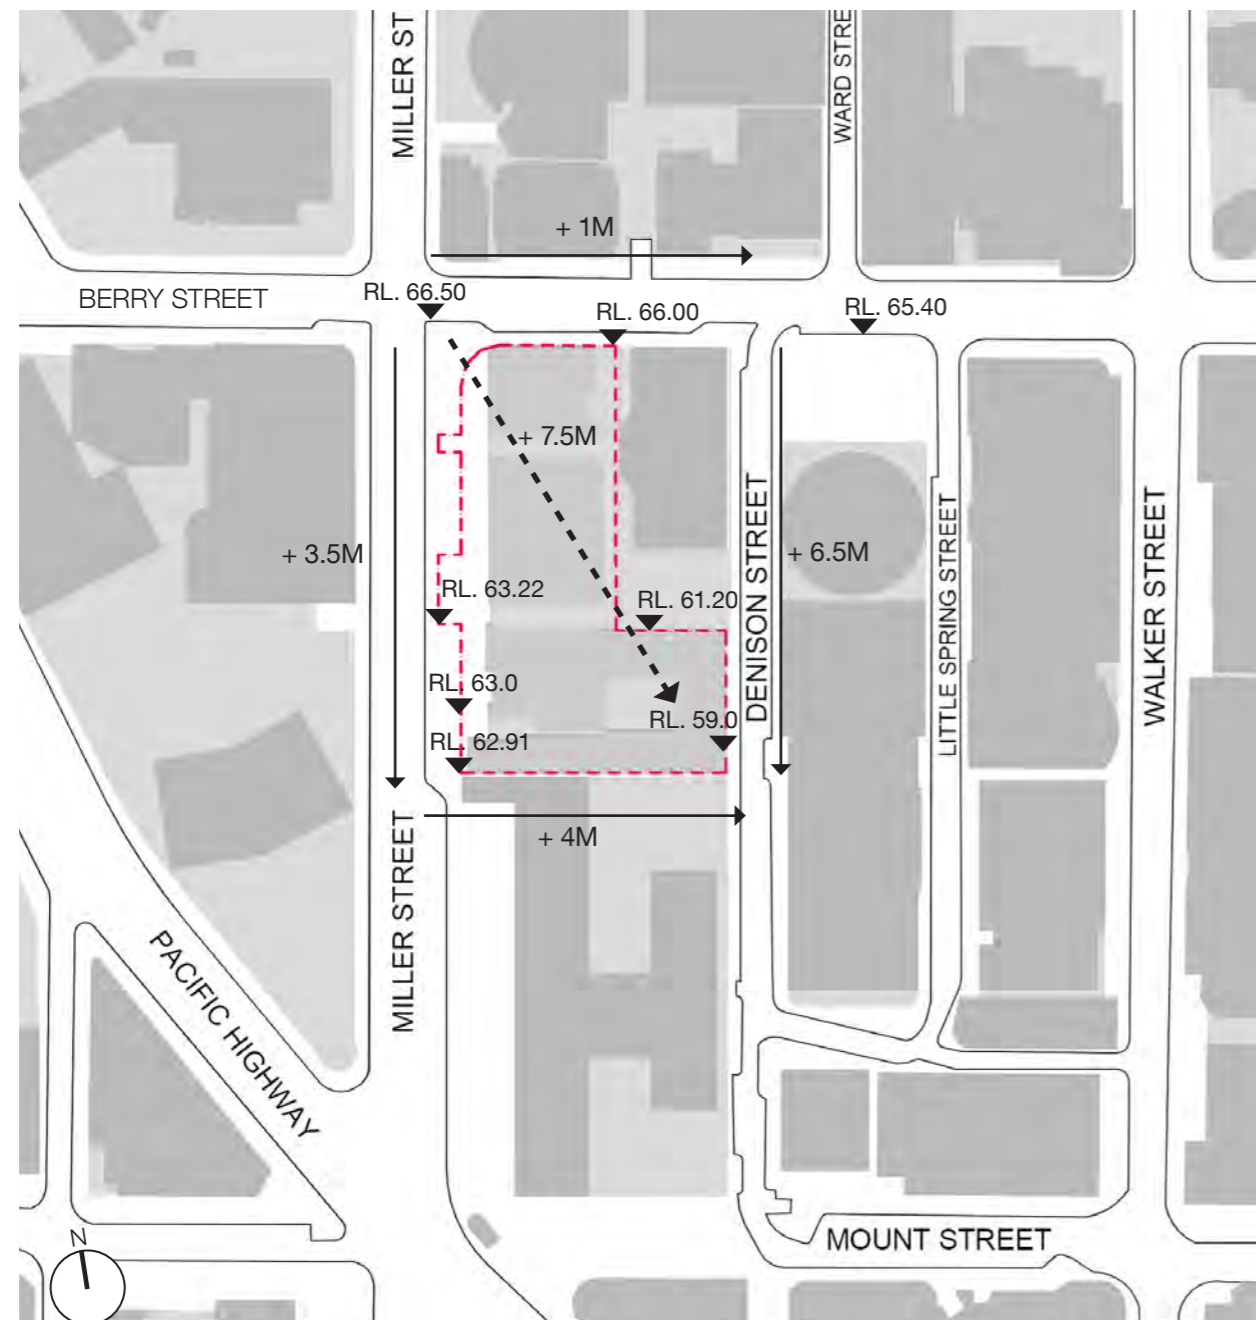 MILLER ST
WARD STRE
+ 1M
BERRY STREET
RL. 66.50
RL. 66.00
RL. 65.40
+ 7.5M
+ 3.5M
+ 6.5M
DENISON STREET
LITTLE SPRING STREET
WALKER STREET
RL. 63.22
RL. 61.20
RL. 63.0
RL. 59.0
RL. 62.91
+ 4M
MILLER STREET
PACIFIC HIGHWAY
N
MOUNT STREET